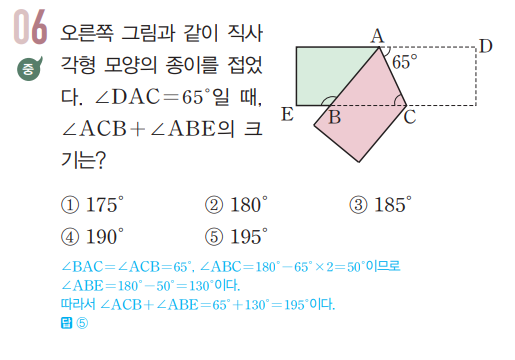 06
중
오른쪽 그림과 같이 직사
각형 모양의 종이를 접었
다. ∠DAC=65°일 때,
∠ACB+∠ABE의 크
기는?
A
D
65°
E
B
C
① 175°
② 180°
③ 185°
④ 190°
⑤ 195°
∠BAC=∠ACB=65°, ∠ABC=180°-65°×2=50°이므로
∠ABE=180°-50°=130°이다.
따라서 ∠ACB+∠ABE=65°+130°=195°이다.
답 ⑤